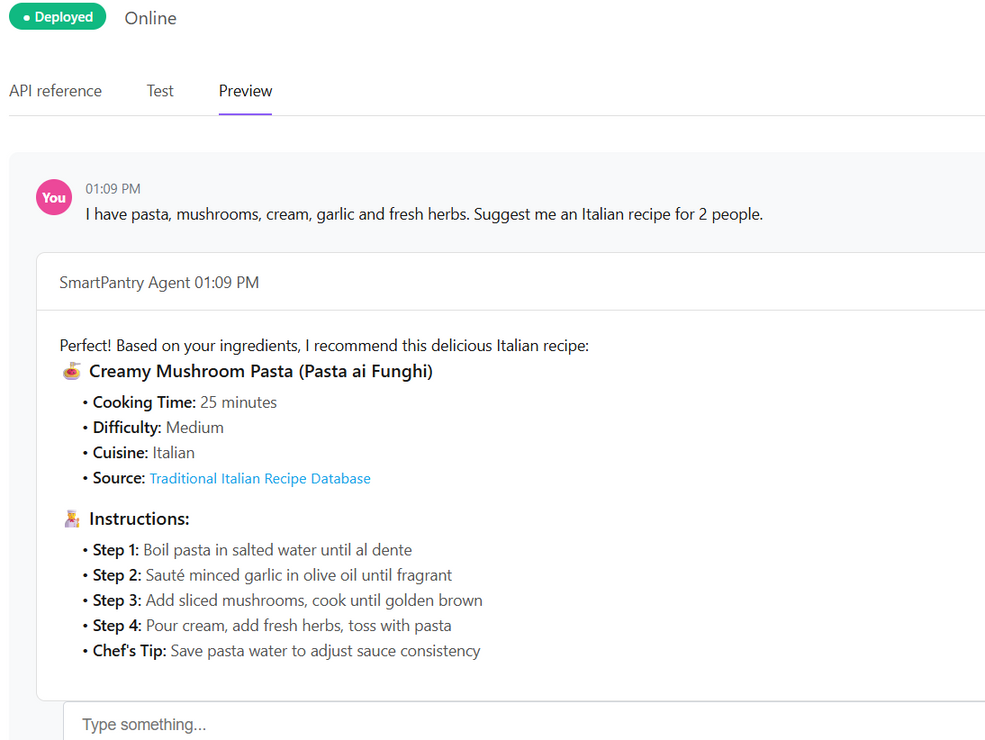 ● Deployed Online
API reference Test Preview
You 01:09 PM
I have pasta, mushrooms, cream, garlic and fresh herbs. Suggest me an Italian recipe for 2 people.
SmartPantry Agent 01:09 PM
Perfect! Based on your ingredients, I recommend this delicious Italian recipe:
🍝 Creamy Mushroom Pasta (Pasta ai Funghi)
• Cooking Time: 25 minutes
• Difficulty: Medium
• Cuisine: Italian
• Source: Traditional Italian Recipe Database
👨‍🍳 Instructions:
• Step 1: Boil pasta in salted water until al dente
• Step 2: Sauté minced garlic in olive oil until fragrant
• Step 3: Add sliced mushrooms, cook until golden brown
• Step 4: Pour cream, add fresh herbs, toss with pasta
• Chef's Tip: Save pasta water to adjust sauce consistency
Type something...